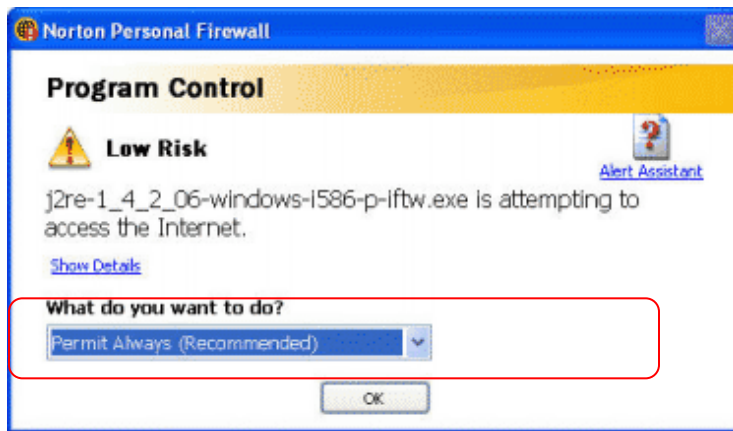 Norton Personal Firewall
Program Control
Low Risk
Alert Assistant
j2re-1_4_2_06-windows-i586-p-iftw.exe is attempting to
access the Internet.
Show Details
What do you want to do?
Permit Always (Recommended)
OK